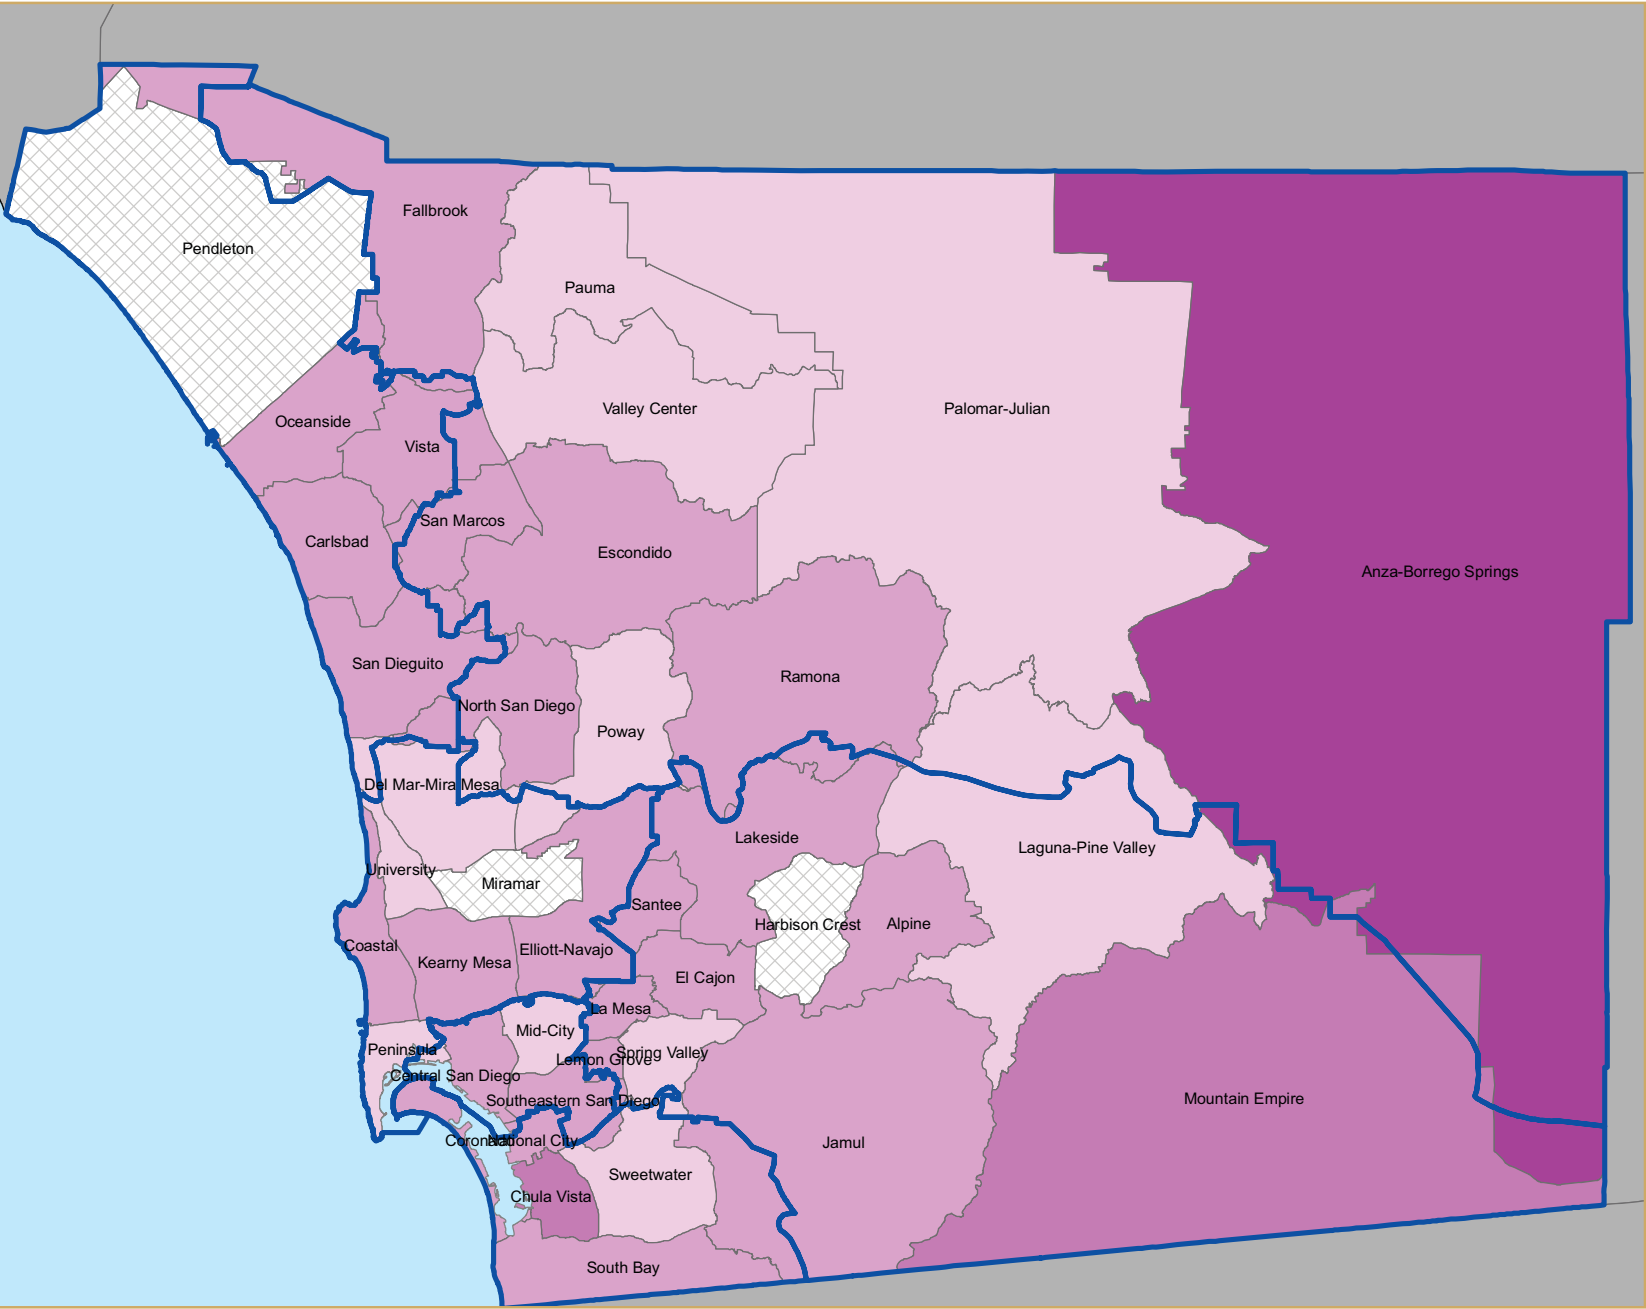 Fallbrook
Pendleton
Pauma
Valley Center
Palomar-Julian
Oceanside
Vista
San Marcos
Carlsbad
Escondido
Anza-Borrego Springs
San Dieguito
Ramona
North San Diego
Poway
Del Mar-Mira Mesa
Lakeside
Laguna-Pine Valley
University
Miramar
Santee
Harbison Crest
Alpine
Coastal
Elliott-Navajo
Kearny Mesa
El Cajon
La Mesa
Mid-City
Peninsula
Spring Valley
Lemon Grove
Central San Diego
Southeastern San Diego
Mountain Empire
Coronado
National City
Jamul
Sweetwater
Chula Vista
South Bay